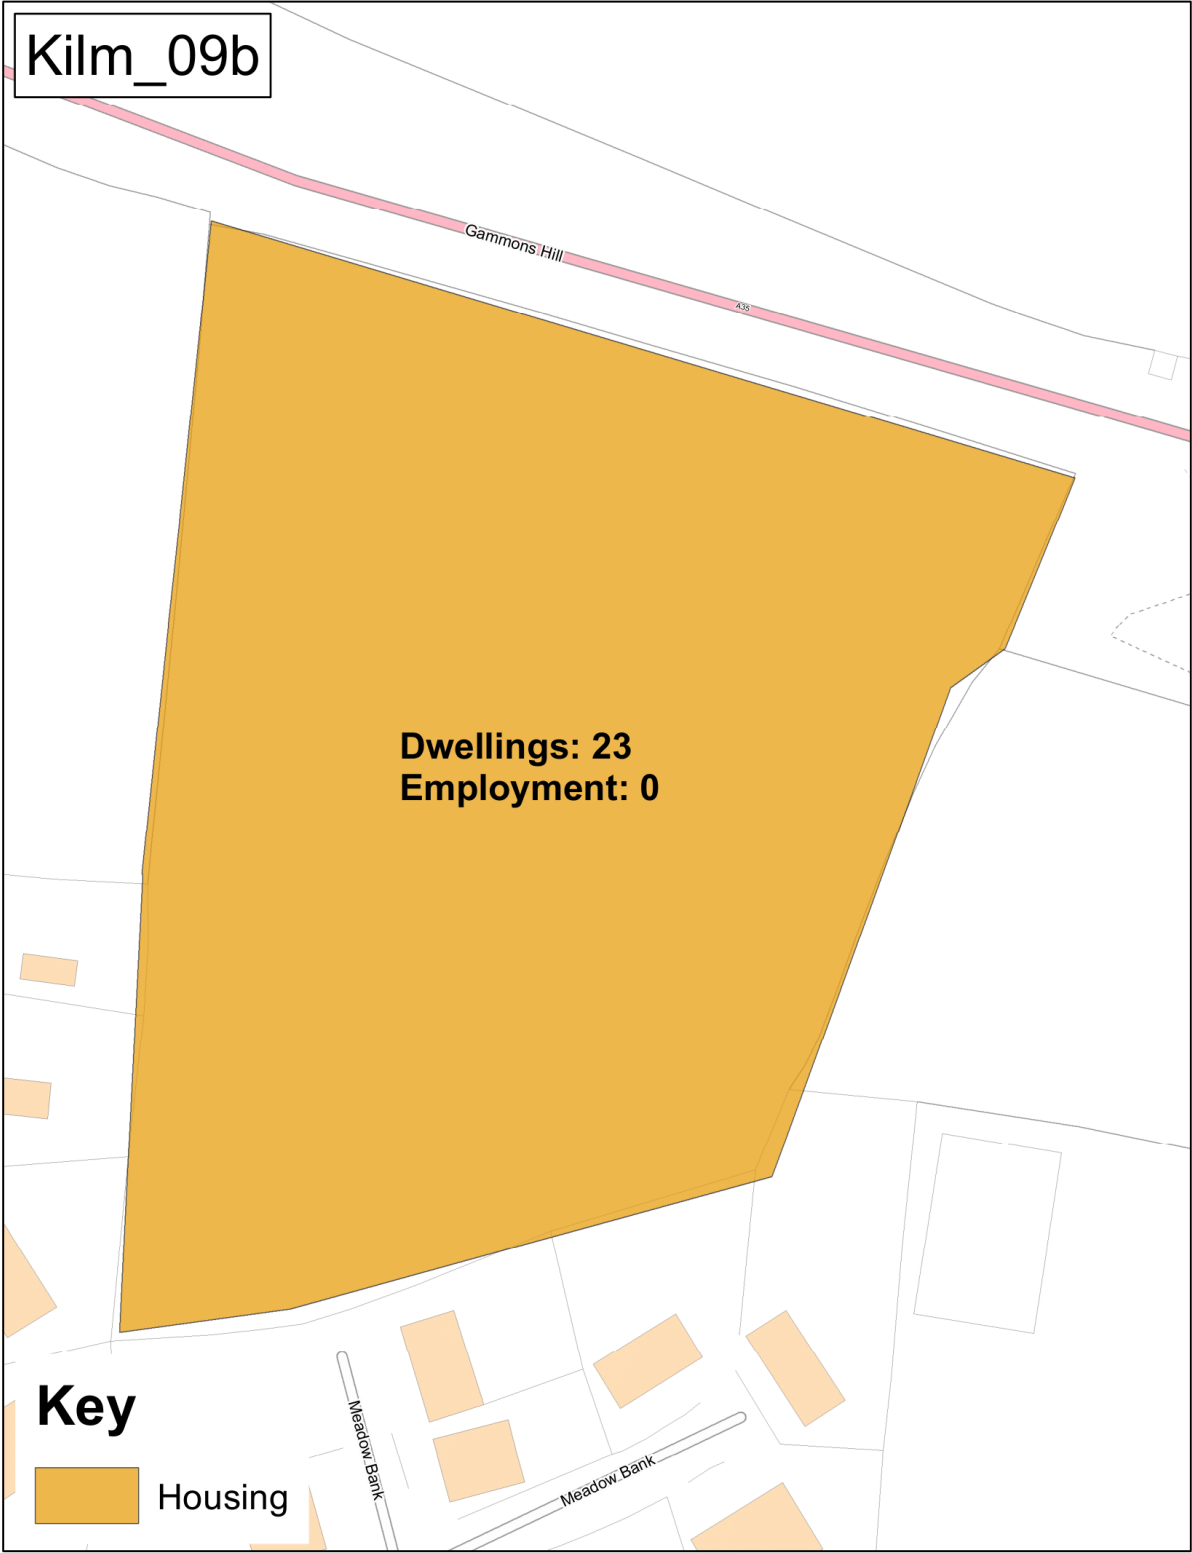 Kilm_09b
Gammons Hill
A35
Dwellings: 23
Employment: 0
Key
Housing
Meadow Bank
Meadow Bank